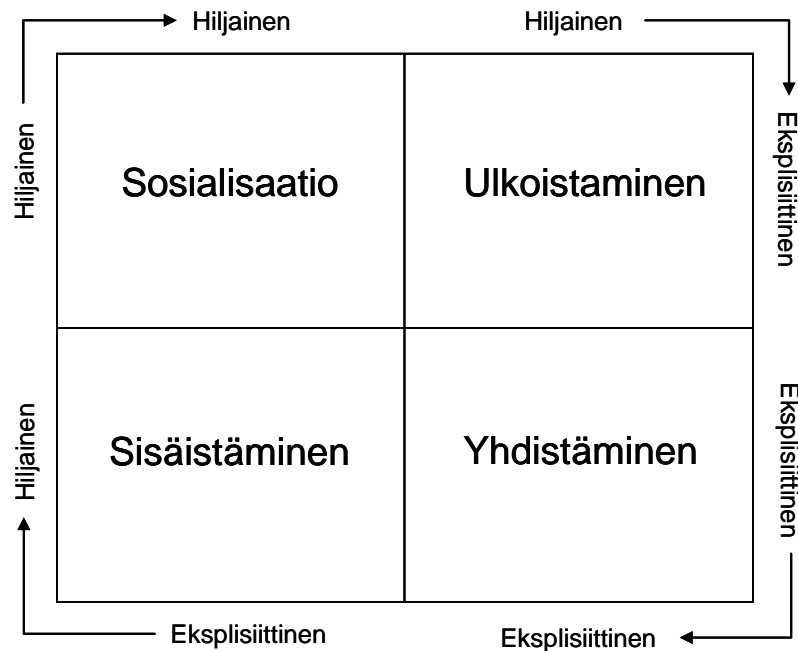 Hiljainen
Hiljainen
Hiljainen
Eksplisiittinen
Sosialisaatio
Ulkoistaminen
Hiljainen
Eksplisiittinen
Sisäistäminen
Yhdistäminen
Eksplisiittinen
Eksplisiittinen